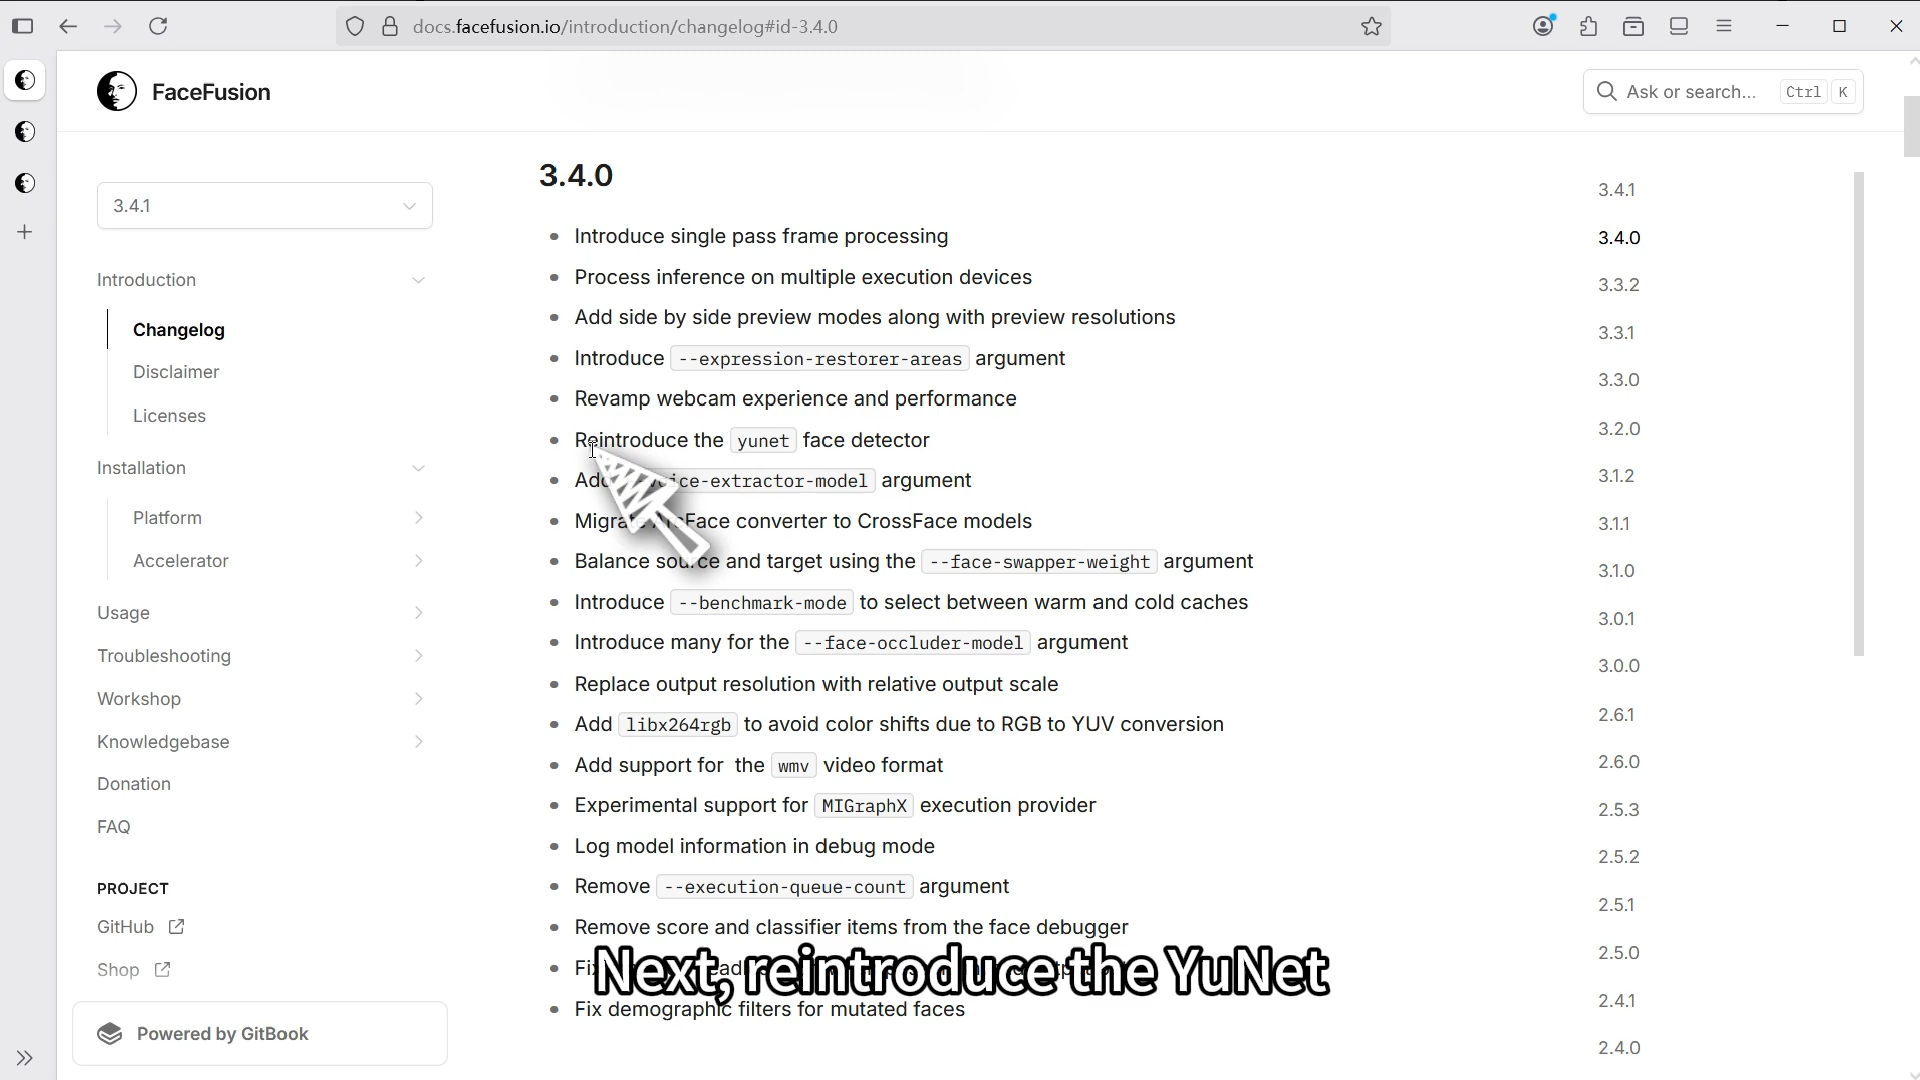 docs.facefusion.io/introduction/changelog#id-3.4.0
FaceFusion
Ask or search... Ctrl K
3.4.1
Introduction
Changelog
Disclaimer
Licenses
Installation
Platform
Accelerator
Usage
Troubleshooting
Workshop
Knowledgebase
Donation
FAQ
PROJECT
GitHub
Shop
Powered by GitBook
3.4.0
Introduce single pass frame processing
Process inference on multiple execution devices
Add side by side preview modes along with preview resolutions
Introduce --expression-restorer-areas argument
Revamp webcam experience and performance
Reintroduce the yunet face detector
Add voice-extractor-model argument
Migrate ArcFace converter to CrossFace models
Balance source and target using the --face-swapper-weight argument
Introduce --benchmark-mode to select between warm and cold caches
Introduce many for the --face-occluder-model argument
Replace output resolution with relative output scale
Add libx264rgb to avoid color shifts due to RGB to YUV conversion
Add support for the wmv video format
Experimental support for MIGraphX execution provider
Log model information in debug mode
Remove --execution-queue-count argument
Remove score and classifier items from the face debugger
Next, reintroduce the YuNet
Fix demographic filters for mutated faces
3.4.1
3.4.0
3.3.2
3.3.1
3.3.0
3.2.0
3.1.2
3.1.1
3.1.0
3.0.1
3.0.0
2.6.1
2.6.0
2.5.3
2.5.2
2.5.1
2.5.0
2.4.1
2.4.0